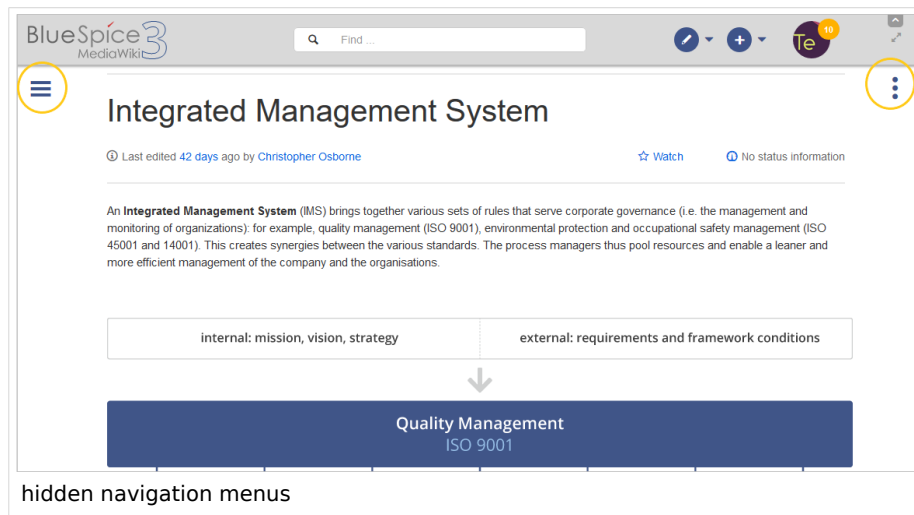 BlueSpice 3
MediaWiki
Find ...
Te
10
Integrated Management System
Last edited 42 days ago by Christopher Osborne
Watch
No status information
An Integrated Management System (IMS) brings together various sets of rules that serve corporate governance (i.e. the management and
monitoring of organizations): for example, quality management (ISO 9001), environmental protection and occupational safety management (ISO
45001 and 14001). This creates synergies between the various standards. The process managers thus pool resources and enable a leaner and
more efficient management of the company and the organisations.
internal: mission, vision, strategy
external: requirements and framework conditions
Quality Management
ISO 9001
hidden navigation menus